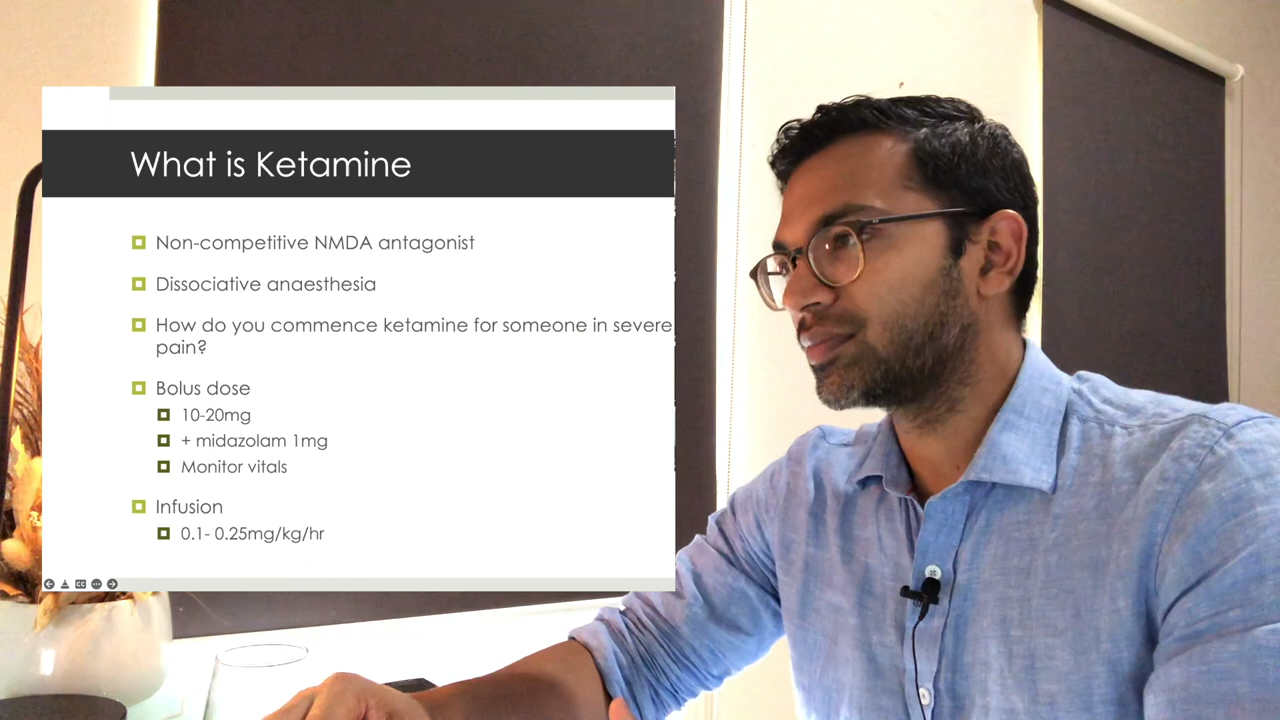 What is Ketamine
Non-competitive NMDA antagonist
Dissociative anaesthesia
How do you commence ketamine for someone in severe
pain?
Bolus dose
10-20mg
+ midazolam 1mg
Monitor vitals
Infusion
0.1- 0.25mg/kg/hr